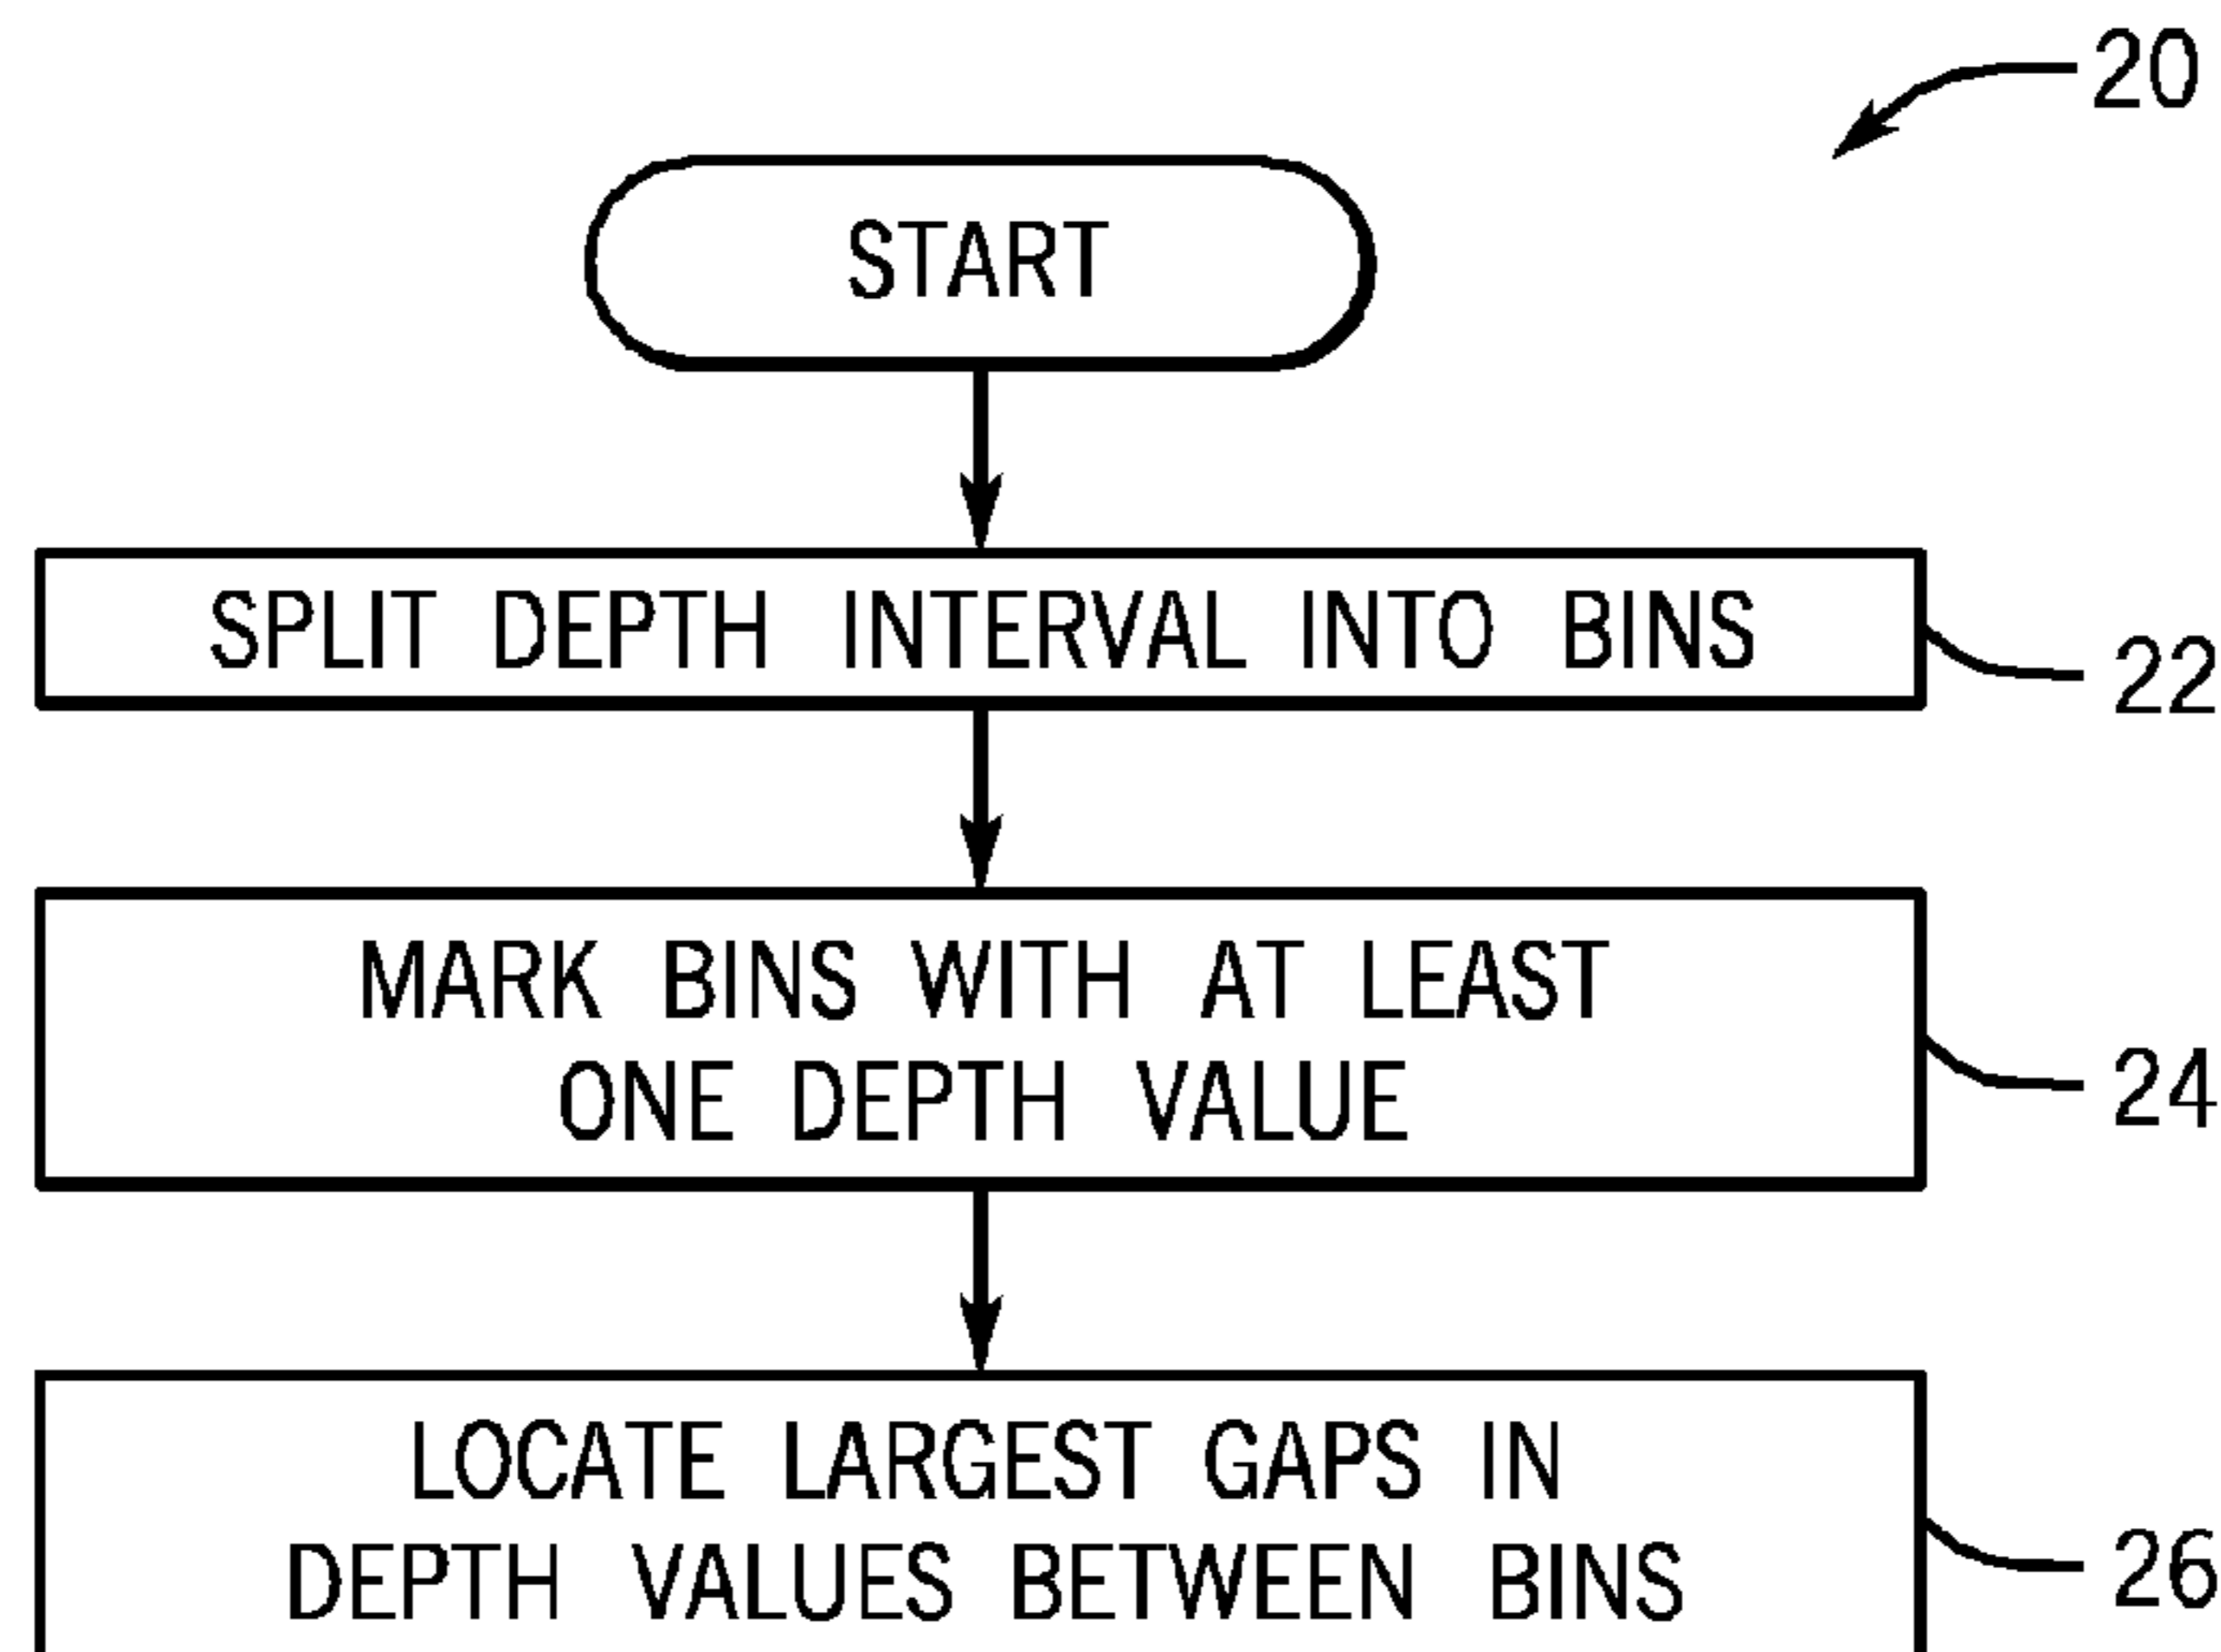 20
START
SPLIT DEPTH INTERVAL INTO BINS
22
MARK BINS WITH AT LEAST
ONE DEPTH VALUE
24
LOCATE LARGEST GAPS IN
DEPTH VALUES BETWEEN BINS
26